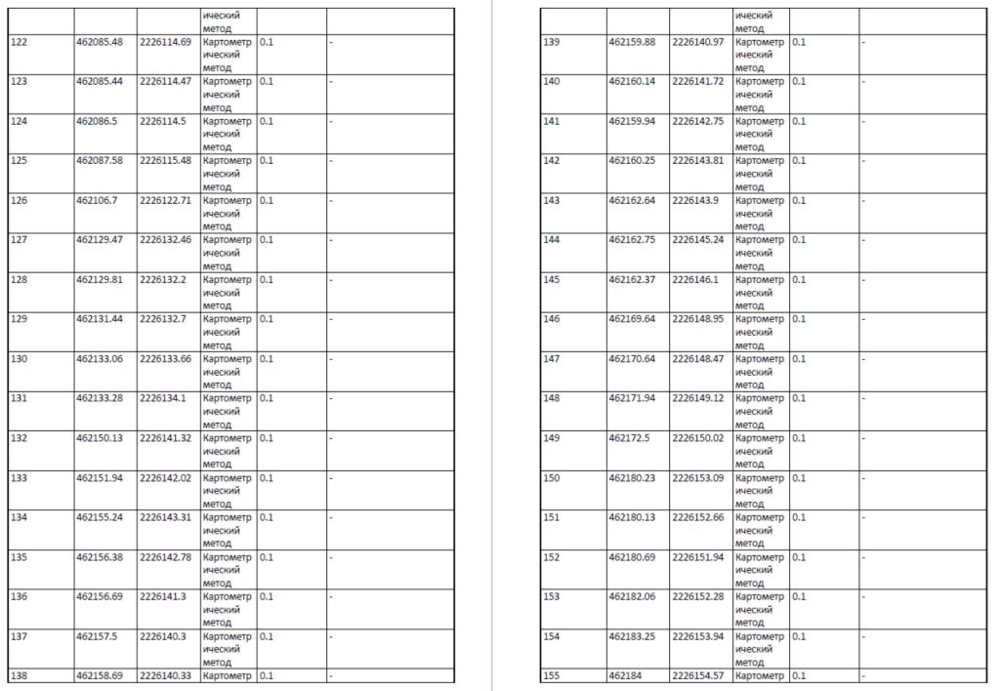 ический
метод
122 462085.48 2226114.69 Картометр 0.1 -
ический
метод
123 462085.44 2226114.47 Картометр 0.1 -
ический
метод
124 462086.5 2226114.5 Картометр 0.1 -
ический
метод
125 462087.58 2226115.48 Картометр 0.1 -
ический
метод
126 462106.7 2226122.71 Картометр 0.1 -
ический
метод
127 462129.47 2226132.46 Картометр 0.1 -
ический
метод
128 462129.81 2226132.2 Картометр 0.1 -
ический
метод
129 462131.44 2226132.7 Картометр 0.1 -
ический
метод
130 462133.06 2226133.66 Картометр 0.1 -
ический
метод
131 462133.28 2226134.1 Картометр 0.1 -
ический
метод
132 462150.13 2226141.32 Картометр 0.1 -
ический
метод
133 462151.94 2226142.02 Картометр 0.1 -
ический
метод
134 462155.24 2226143.31 Картометр 0.1 -
ический
метод
135 462156.38 2226142.78 Картометр 0.1 -
ический
метод
136 462156.69 2226141.3 Картометр 0.1 -
ический
метод
137 462157.5 2226140.3 Картометр 0.1 -
ический
метод
138 462158.69 2226140.33 Картометр 0.1 -
ический
метод
139 462159.88 2226140.97 Картометр 0.1 -
ический
метод
140 462160.14 2226141.72 Картометр 0.1 -
ический
метод
141 462159.94 2226142.75 Картометр 0.1 -
ический
метод
142 462160.25 2226143.81 Картометр 0.1 -
ический
метод
143 462162.64 2226143.9 Картометр 0.1 -
ический
метод
144 462162.75 2226145.24 Картометр 0.1 -
ический
метод
145 462162.37 2226146.1 Картометр 0.1 -
ический
метод
146 462169.64 2226148.95 Картометр 0.1 -
ический
метод
147 462170.64 2226148.47 Картометр 0.1 -
ический
метод
148 462171.94 2226149.12 Картометр 0.1 -
ический
метод
149 462172.5 2226150.02 Картометр 0.1 -
ический
метод
150 462180.23 2226153.09 Картометр 0.1 -
ический
метод
151 462180.13 2226152.66 Картометр 0.1 -
ический
метод
152 462180.69 2226151.94 Картометр 0.1 -
ический
метод
153 462182.06 2226152.28 Картометр 0.1 -
ический
метод
154 462183.25 2226153.94 Картометр 0.1 -
ический
метод
155 462184 2226154.57 Картометр 0.1 -